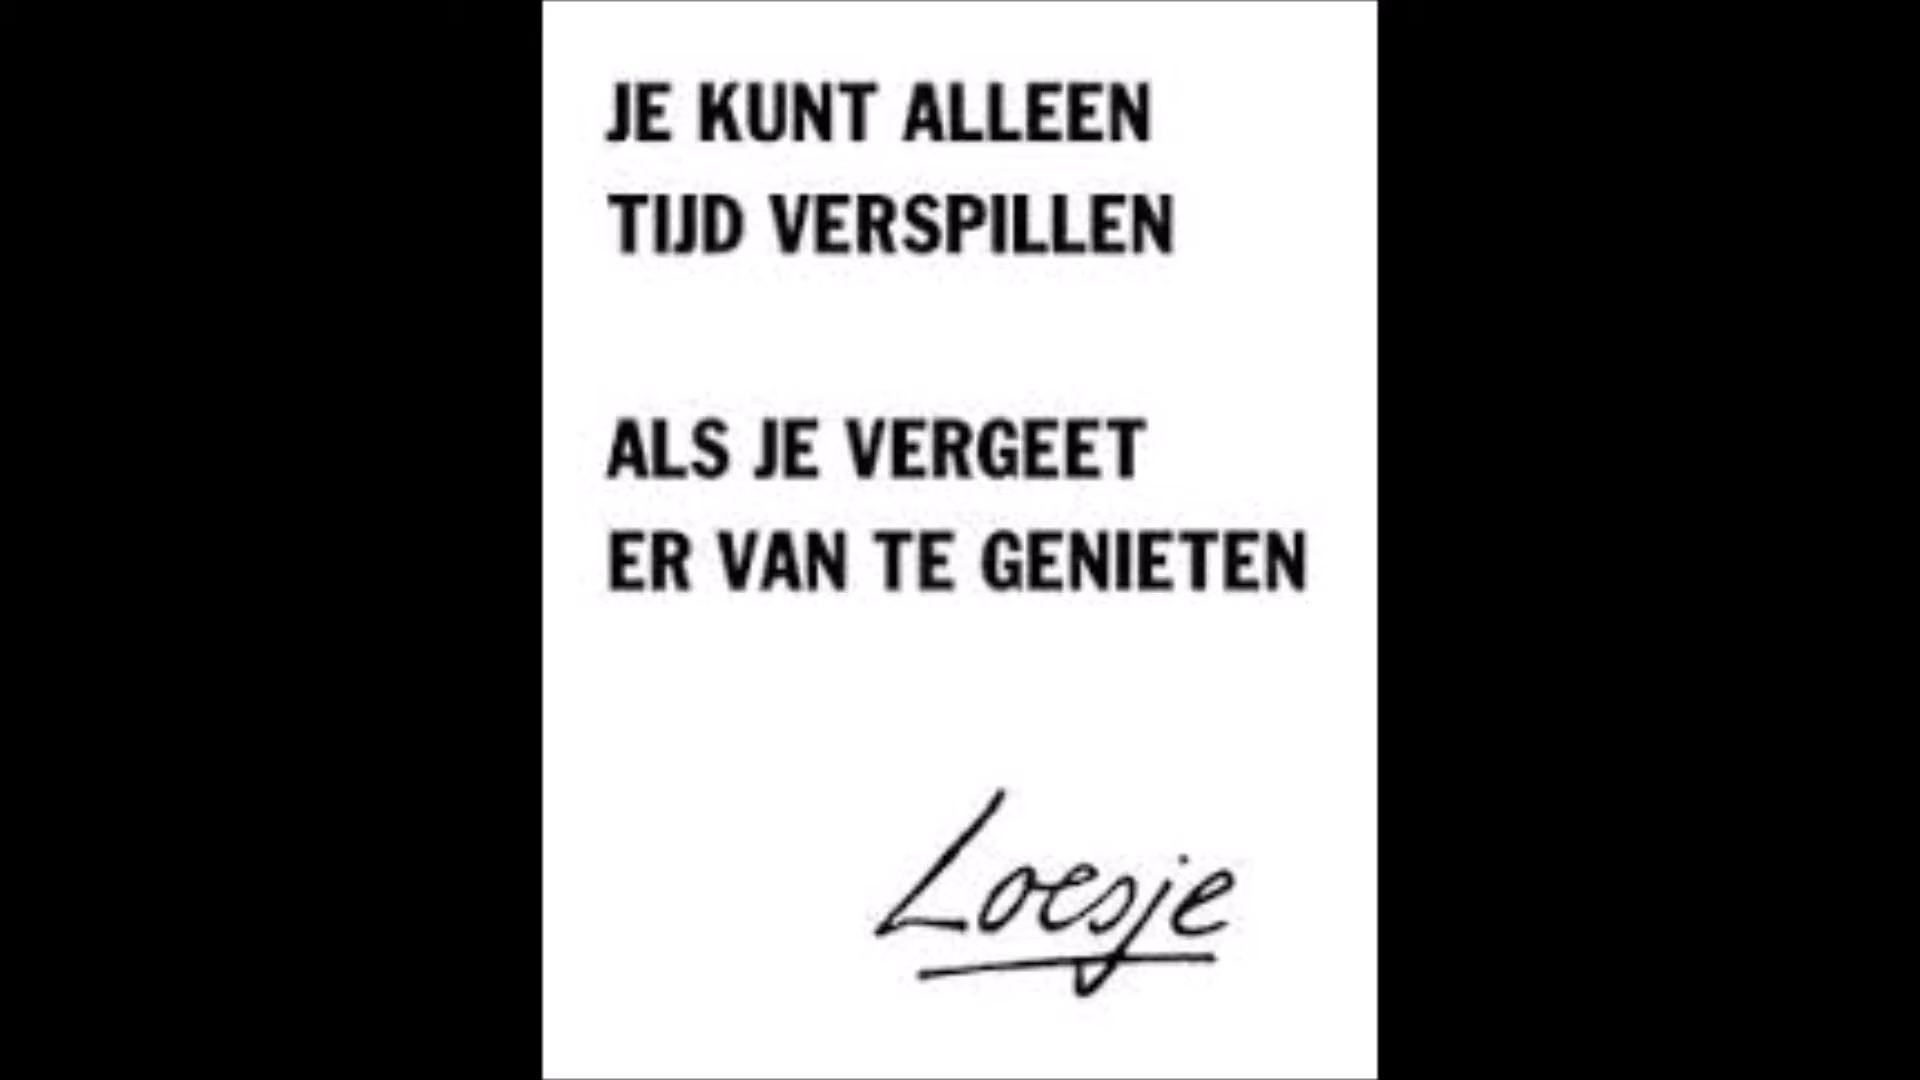 JE KUNT ALLEEN
TIJD VERSPILLEN
ALS JE VERGEET
ER VAN TE GENIETEN
Loesje